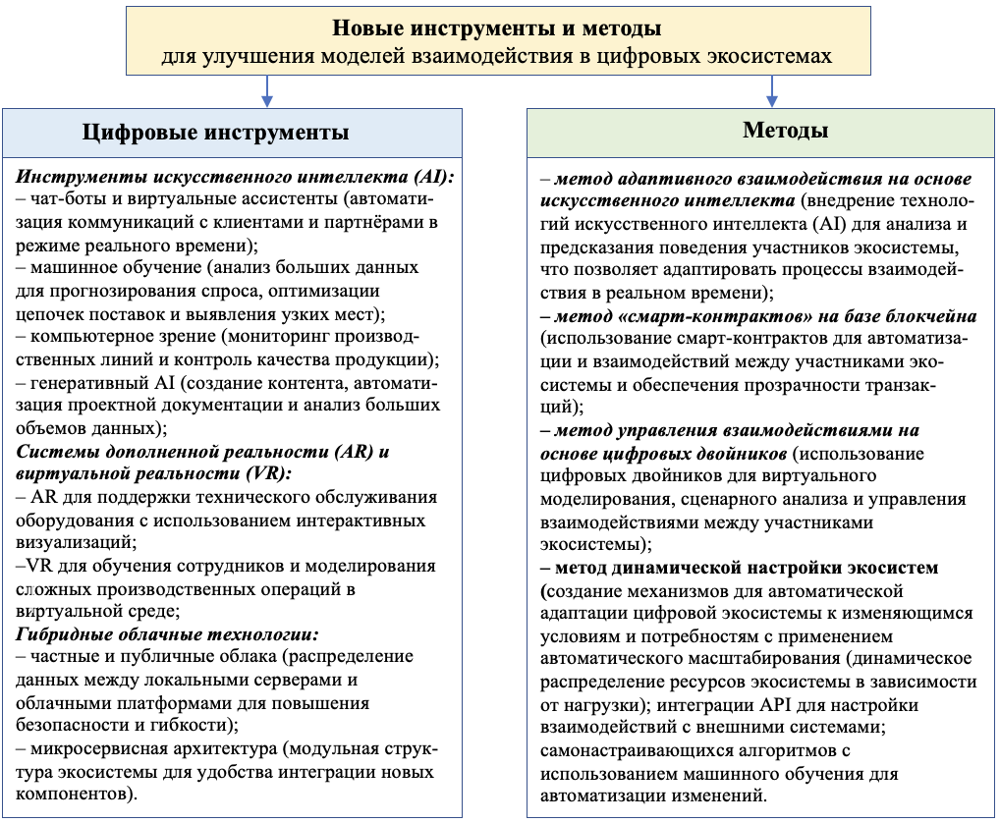 Новые инструменты и методы
для улучшения моделей взаимодействия в цифровых экосистемах
Цифровые инструменты
Инструменты искусственного интеллекта (AI):
– чат-боты и виртуальные ассистенты (автомати-
зация коммуникаций с клиентами и партнёрами в
режиме реального времени);
– машинное обучение (анализ больших данных
для прогнозирования спроса, оптимизации
цепочек поставок и выявления узких мест);
– компьютерное зрение (мониторинг производ-
ственных линий и контроль качества продукции);
– генеративный AI (создание контента, автомати-
зация проектной документации и анализ больших
объемов данных);
Системы дополненной реальности (AR) и
виртуальной реальности (VR):
– AR для поддержки технического обслуживания
оборудования с использованием интерактивных
визуализаций;
–VR для обучения сотрудников и моделирования
сложных производственных операций в
виртуальной среде;
Гибридные облачные технологии:
– частные и публичные облака (распределение
данных между локальными серверами и
облачными платформами для повышения
безопасности и гибкости);
– микросервисная архитектура (модульная струк-
тура экосистемы для удобства интеграции новых
компонентов).
Методы
– метод адаптивного взаимодействия на основе
искусственного интеллекта (внедрение техноло-
гий искусственного интеллекта (AI) для анализа и
предсказания поведения участников экосистемы,
что позволяет адаптировать процессы взаимодей-
ствия в реальном времени);
– метод «смарт-контрактов» на базе блокчейна
(использование смарт-контрактов для автоматиза-
ции и взаимодействий между участниками эко-
системы и обеспечения прозрачности транзак-
ций);
– метод управления взаимодействиями на
основе цифровых двойников (использование
цифровых двойников для виртуального
моделирования, сценарного анализа и управления
взаимодействиями между участниками
экосистемы);
– метод динамической настройки экосистем
(создание механизмов для автоматической
адаптации цифровой экосистемы к изменяющимся
условиям и потребностям с применением
автоматического масштабирования (динамическое
распределение ресурсов экосистемы в зависимости
от нагрузки); интеграции API для настройки
взаимодействий с внешними системами;
самонастраивающихся алгоритмов с
использованием машинного обучения для
автоматизации изменений.